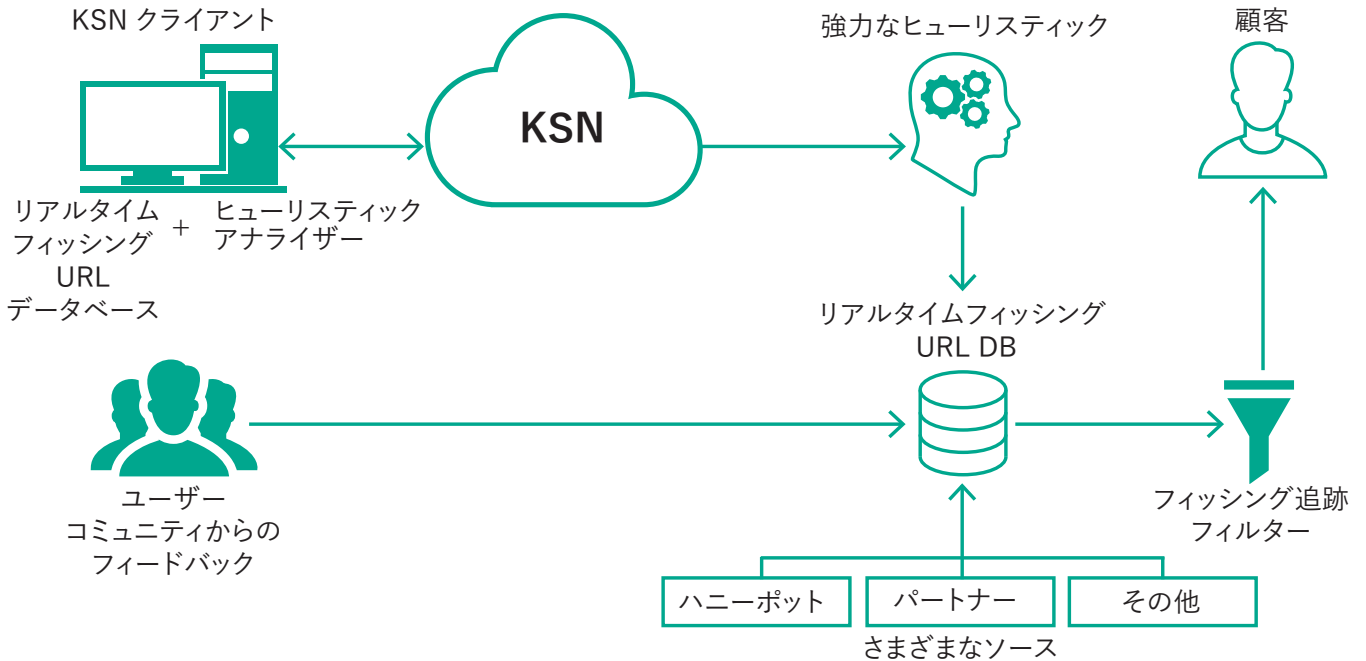 KSN クライアント
強力なヒューリスティック
顧客
KSN
リアルタイム
フィッシング
URL
データベース
+
ヒューリスティック
アナライザー
リアルタイムフィッシング
URL DB
ユーザー
コミュニティからの
フィードバック
フィッシング追跡
フィルター
ハニーポット
パートナー
その他
さまざまなソース